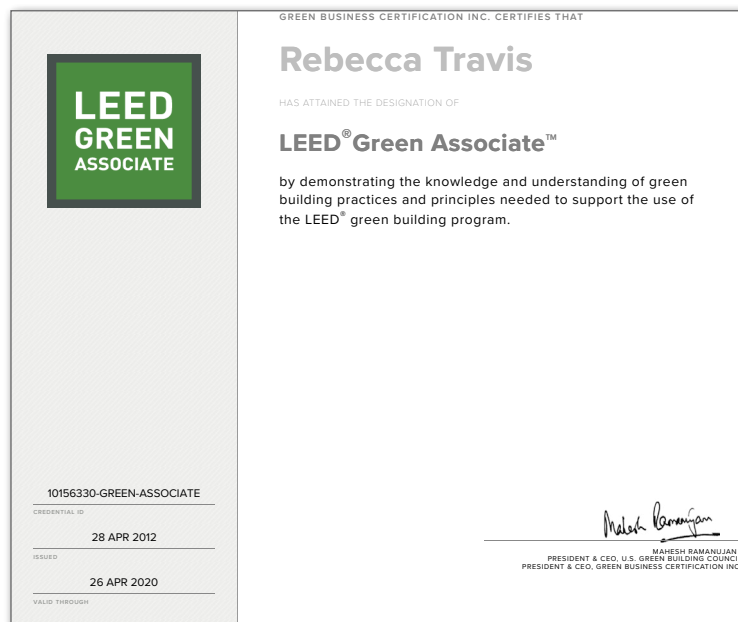 LEED
GREEN
ASSOCIATE
10156330-GREEN-ASSOCIATE
CREDENTIAL ID
28 APR 2012
ISSUED
26 APR 2020
VALID THROUGH
GREEN BUSINESS CERTIFICATION INC. CERTIFIES THAT
Rebecca Travis
HAS ATTAINED THE DESIGNATION OF
LEED® Green Associate™
by demonstrating the knowledge and understanding of green
building practices and principles needed to support the use of
the LEED® green building program.
Mahesh Ramanujan
MAHESH RAMANUJAN
PRESIDENT & CEO, U.S. GREEN BUILDING COUNCI
PRESIDENT & CEO, GREEN BUSINESS CERTIFICATION INC